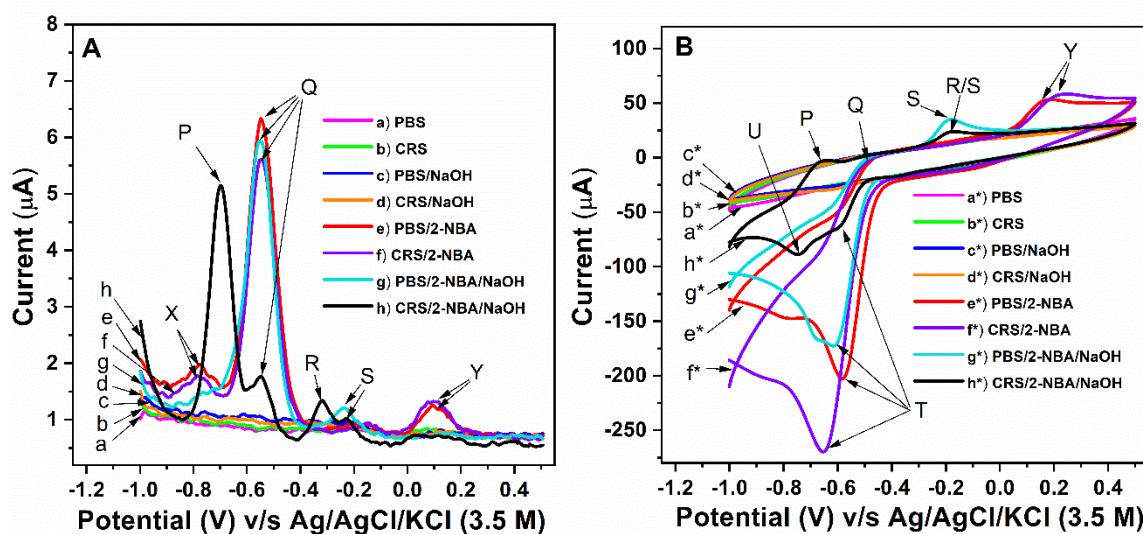 A
8
7
6
5
4
3
2
1
Current (µA)
P
Q
R
S
X
Y
h
e
f
g
d
c
b
a
a) PBS
b) CRS
c) PBS/NaOH
d) CRS/NaOH
e) PBS/2-NBA
f) CRS/2-NBA
g) PBS/2-NBA/NaOH
h) CRS/2-NBA/NaOH
-1.2 -1.0 -0.8 -0.6 -0.4 -0.2 0.0 0.2 0.4
Potential (V) v/s Ag/AgCl/KCl (3.5 M)
B
100
50
0
-50
-100
-150
-200
-250
Current (µA)
U
P
Q
S
R/S
Y
T
c*
d*
b*
a*
h*
g*
e*
f*
a*) PBS
b*) CRS
c*) PBS/NaOH
d*) CRS/NaOH
e*) PBS/2-NBA
f*) CRS/2-NBA
g*) PBS/2-NBA/NaOH
h*) CRS/2-NBA/NaOH
-1.2 -1.0 -0.8 -0.6 -0.4 -0.2 0.0 0.2 0.4
Potential (V) v/s Ag/AgCl/KCl (3.5 M)